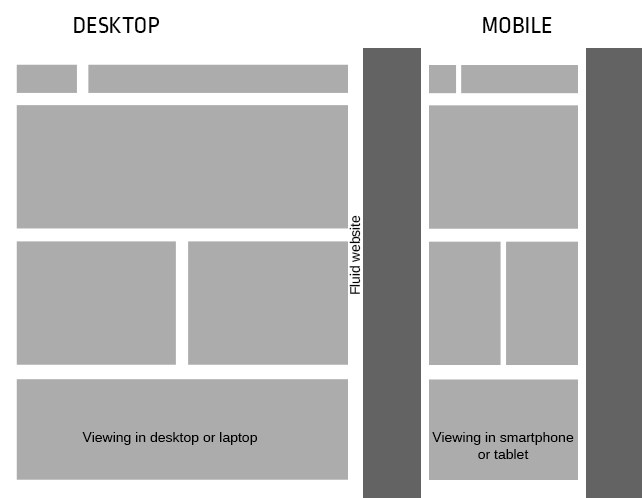 DESKTOP
MOBILE
Fluid website
Viewing in desktop or laptop
Viewing in smartphone
or tablet